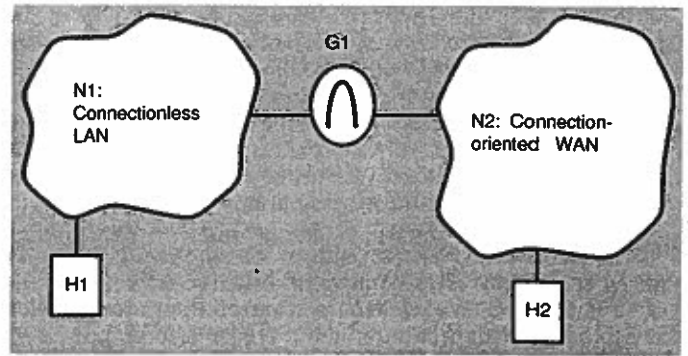 G1
N1:
Connectionless
LAN
N2: Connection-
oriented WAN
H1
H2